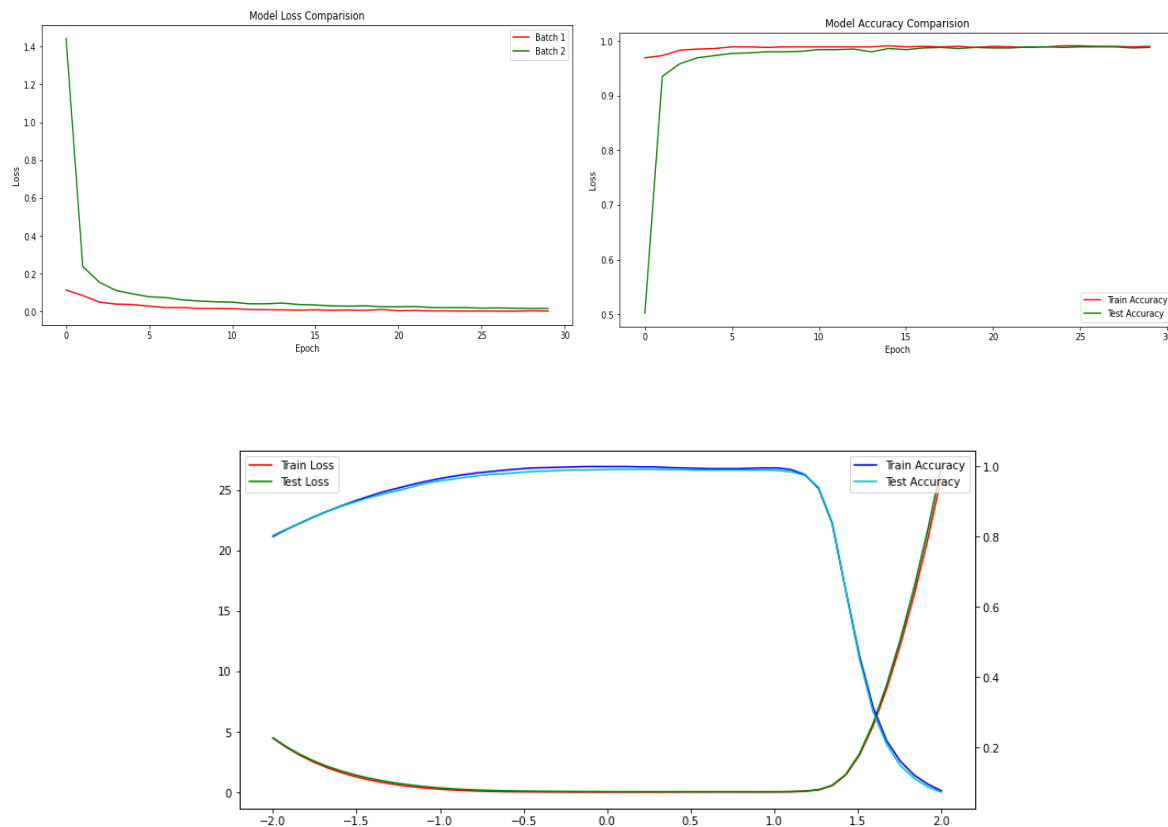 Model Loss Comparision
1.4
1.2
1.0
0.8
0.6
0.4
0.2
0.0
Loss
Batch 1
Batch 2
0 5 10 15 20 25 30
Epoch
Model Accuracy Comparision
1.0
0.9
0.8
0.7
0.6
0.5
Loss
Train Accuracy
Test Accuracy
0 5 10 15 20 25
Epoch
Train Loss
Test Loss
Train Accuracy
Test Accuracy
25
20
15
10
5
0
1.0
0.8
0.6
0.4
0.2
−2.0 −1.5 −1.0 −0.5 0.0 0.5 1.0 1.5 2.0